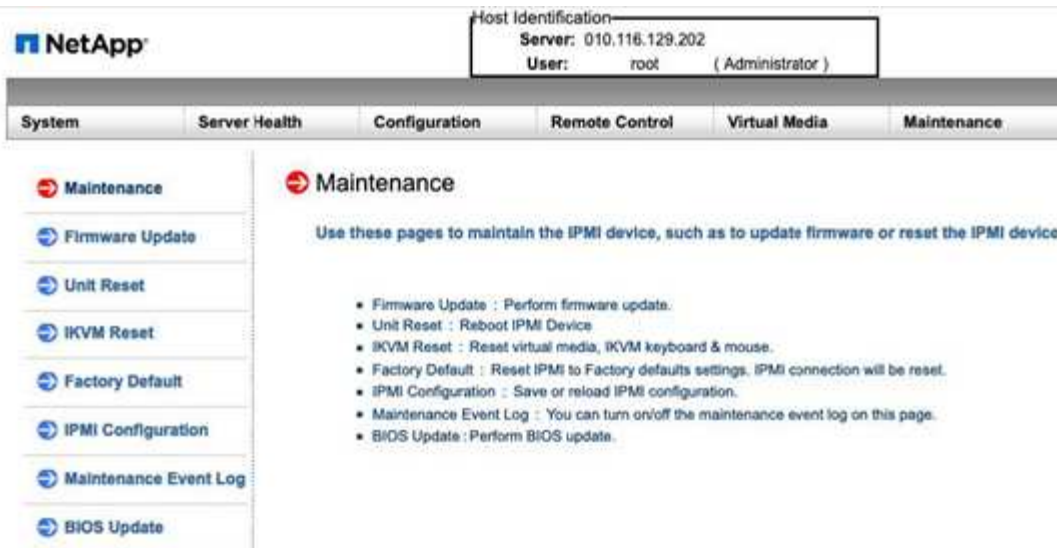 NetApp
Host Identification
Server: 010.116.129.202
User: root ( Administrator )
System Server Health Configuration Remote Control Virtual Media Maintenance
Maintenance
Firmware Update
Unit Reset
IKVM Reset
Factory Default
IPMI Configuration
Maintenance Event Log
BIOS Update
Maintenance
Use these pages to maintain the IPMI device, such as to update firmware or reset the IPMI device
• Firmware Update : Perform firmware update.
• Unit Reset : Reboot IPMI Device
• IKVM Reset : Reset virtual media, IKVM keyboard & mouse.
• Factory Default : Reset IPMI to Factory defaults settings. IPMI connection will be reset.
• IPMI Configuration : Save or reload IPMI configuration.
• Maintenance Event Log : You can turn on/off the maintenance event log on this page.
• BIOS Update : Perform BIOS update.